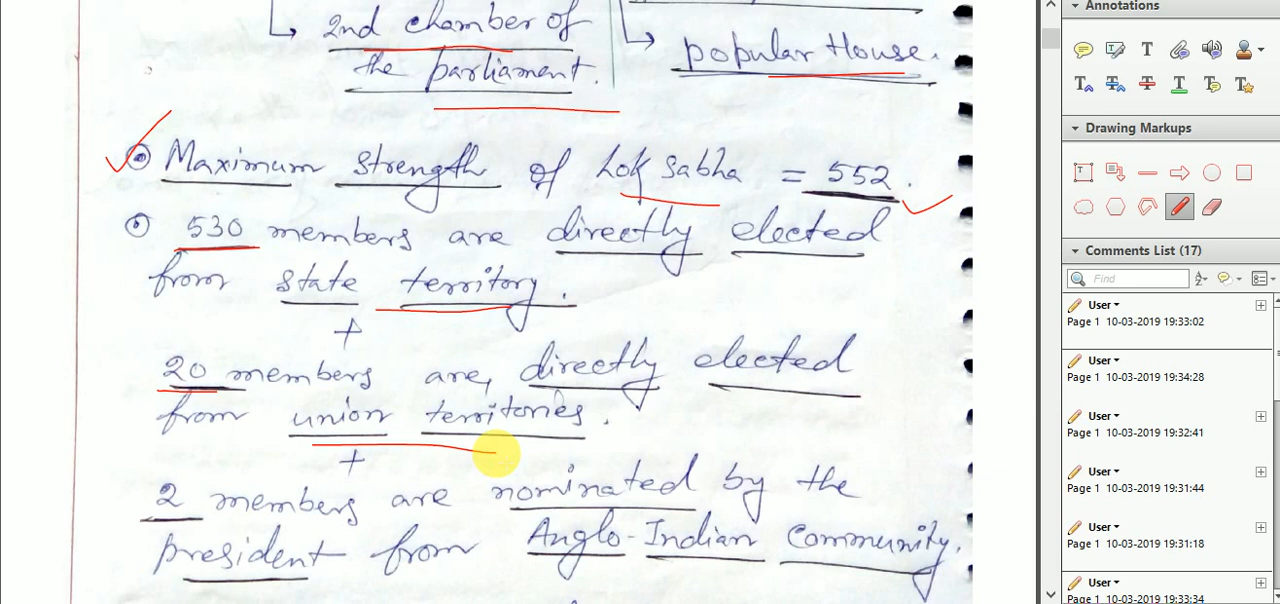 ↳ 2nd chamber of
the parliament.
↳ popular House.
Maximum strength of Lok sabha = 552.
530 members are directly elected
from state territory.
+
20 members are, directly elected
from union territories.
+
2 members are nominated by the
president from Anglo-Indian Community.
Annotations
Drawing Markups
Comments List (17)
Find
User
Page 1 10-03-2019 19:33:02
User
Page 1 10-03-2019 19:34:28
User
Page 1 10-03-2019 19:32:41
User
Page 1 10-03-2019 19:31:44
User
Page 1 10-03-2019 19:31:18
User
Page 1 10-03-2019 19:33:34